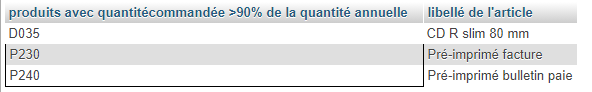 produits avec quantitécommandée >90% de la quantité annuelle libellé de l'article
D035 CD R slim 80 mm
P230 Pré-imprimé facture
P240 Pré-imprimé bulletin paie